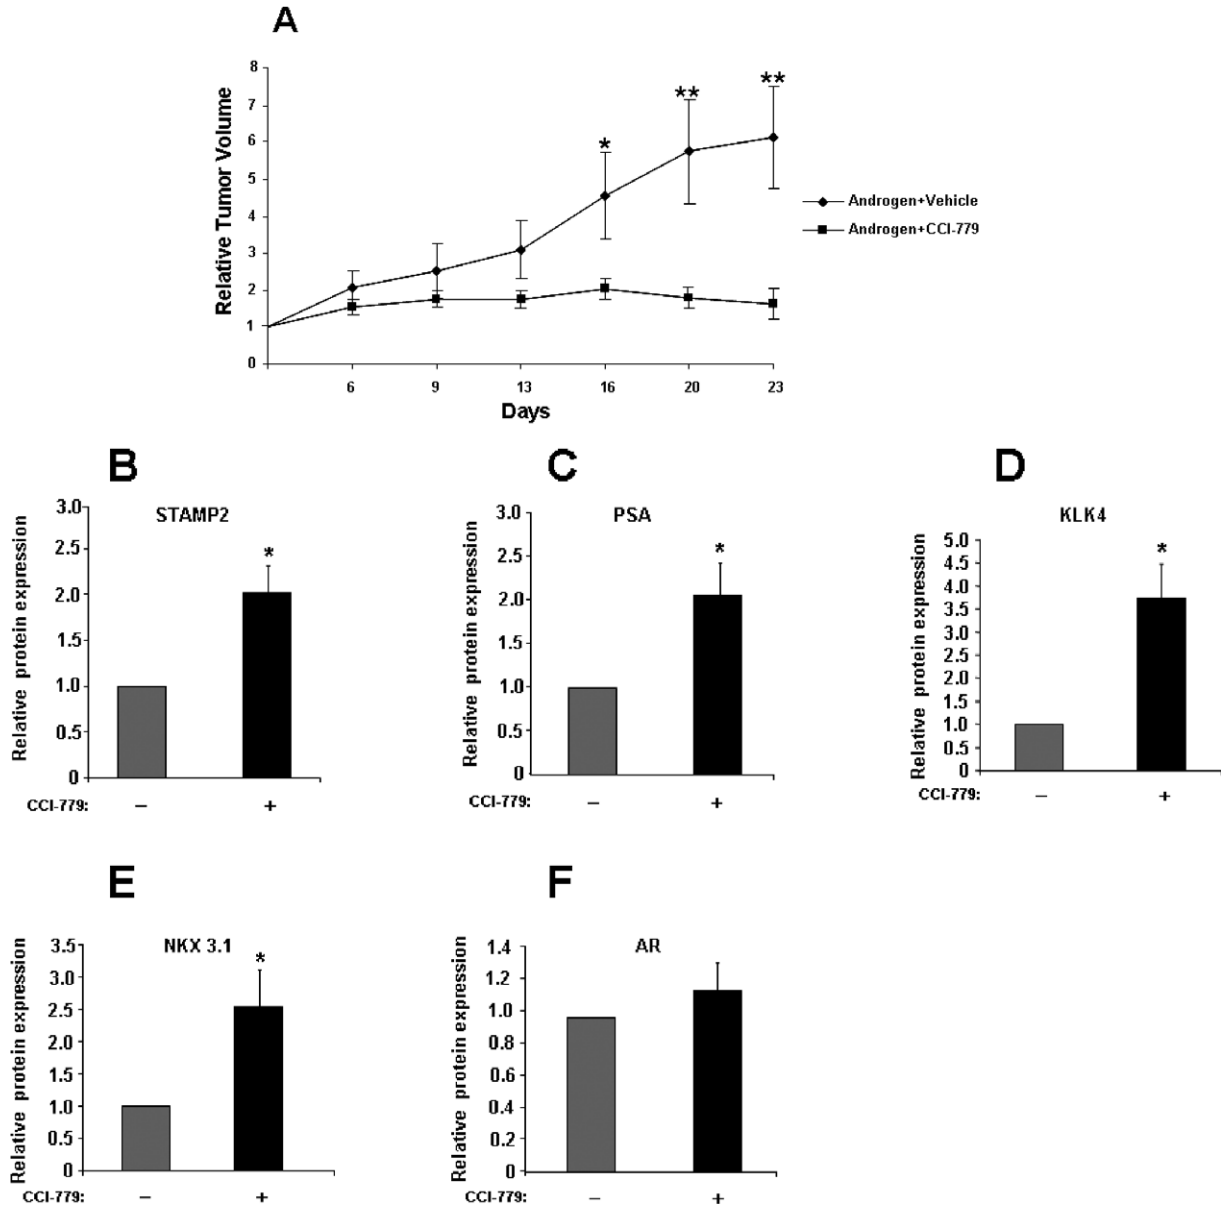 A
Relative Tumor Volume
8
7
6
5
4
3
2
1
0
*
**
**
6 9 13 16 20 23
Days
Androgen+Vehicle
Androgen+CCI-779
B
STAMP2
Relative protein expression
3.0
2.5
2.0
1.5
1.0
0.5
0
*
CCI-779: – +
C
PSA
Relative protein expression
3.0
2.5
2.0
1.5
1.0
0.5
0
*
CCI-779: – +
D
KLK4
Relative protein expression
5.0
4.5
4.0
3.5
3.0
2.5
2.0
1.5
1.0
0.5
0
*
CCI-779: – +
E
NKX 3.1
Relative protein expression
3.5
3.0
2.5
2.0
1.5
1.0
0.5
0
*
CCI-779: – +
F
AR
Relative protein expression
1.4
1.2
1.0
0.8
0.6
0.4
0.2
0
CCI-779: – +